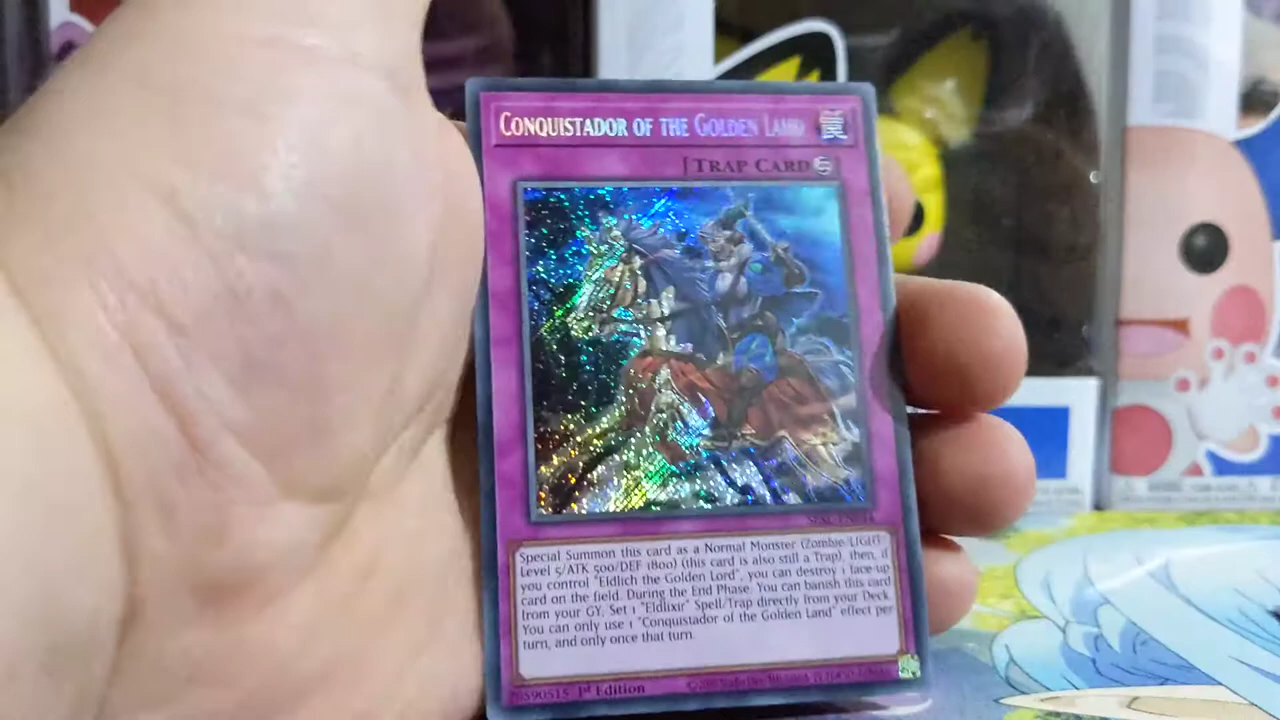 CONQUISTADOR OF THE GOLDEN LAND
[TRAP CARD ]
Special Summon this card as a Normal Monster (Zombie/LIGHT/
Level 5/ATK 500/DEF 1800) (this card is also still a Trap), then, if
you control "Eldlich the Golden Lord", you can destroy 1 face-up
card on the field. During the End Phase: You can banish this card
from your GY; Set 1 "Eldlixir" Spell/Trap directly from your Deck.
You can only use 1 "Conquistador of the Golden Land" effect per
turn, and only once that turn.
20590515 1st Edition